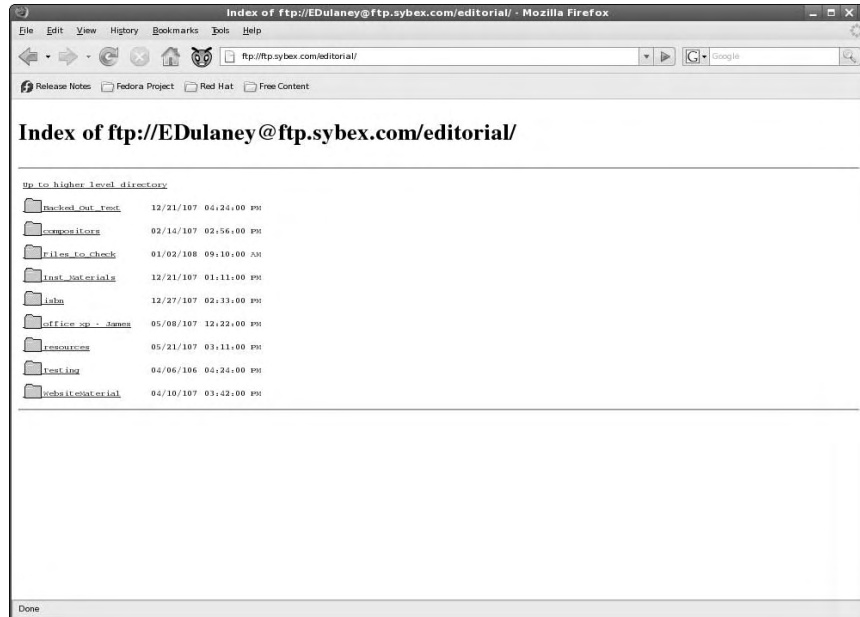 Index of ftp://EDulaney@ftp.sybex.com/editorial/ - Mozilla Firefox
File Edit View History Bookmarks Tools Help
ftp://ftp.sybex.com/editorial/
G Google
Release Notes Fedora Project Red Hat Free Content
Index of ftp://EDulaney@ftp.sybex.com/editorial/
Up to higher level directory
Backed_Out_Text 12/21/107 04:24:00 PM
compositors 02/14/107 02:56:00 PM
Files_to_Check 01/02/108 09:10:00 AM
Inst_Materials 12/21/107 01:11:00 PM
isbn 12/27/107 02:33:00 PM
office xp - James 05/08/107 12:22:00 PM
resources 05/21/107 03:11:00 PM
Testing 04/06/106 04:24:00 PM
WebsiteMaterial 04/10/107 03:42:00 PM
Done